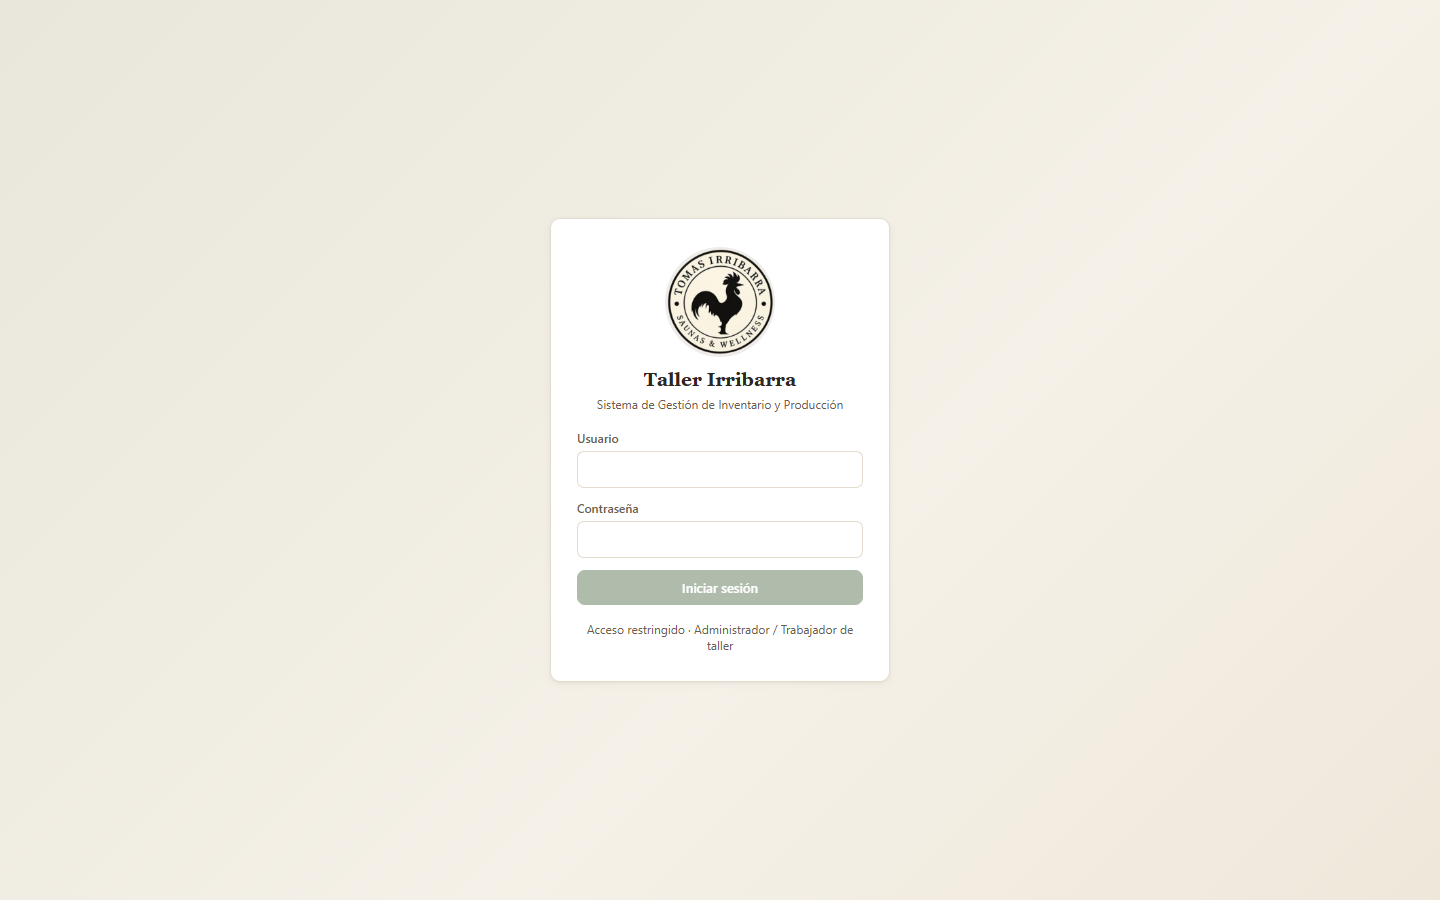 TOMAS IRRIBARRA
SAUNAS & WELLNESS
Taller Irribarra
Sistema de Gestión de Inventario y Producción
Usuario
Contraseña
Iniciar sesión
Acceso restringido · Administrador / Trabajador de
taller